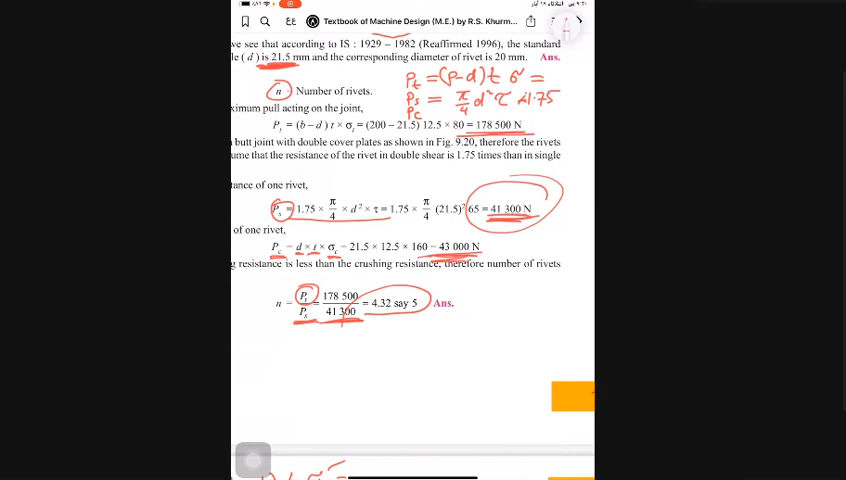 Textbook of Machine Design (M.E.) by R.S. Khurm...
we see that according to IS : 1929 – 1982 (Reaffirmed 1996), the standard
le (d) is 21.5 mm and the corresponding diameter of rivet is 20 mm. Ans.
Pt = (p-d) t σ =
n = Number of rivets.
Ps = π/4 d² τ × 1.75
Pc
ximum pull acting on the joint,
Pt = (b – d) t × σt = (200 – 21.5) 12.5 × 80 = 178 500 N
butt joint with double cover plates as shown in Fig. 9.20, therefore the rivets
ume that the resistance of the rivet in double shear is 1.75 times than in single
tance of one rivet,
Ps = 1.75 × π/4 × d² × τ = 1.75 × π/4 (21.5)² 65 = 41 300 N
of one rivet,
Pc = d × t × σc = 21.5 × 12.5 × 160 = 43 000 N
g resistance is less than the crushing resistance, therefore number of rivets
n = Pt/Ps = 178 500/41 300 = 4.32 say 5 Ans.